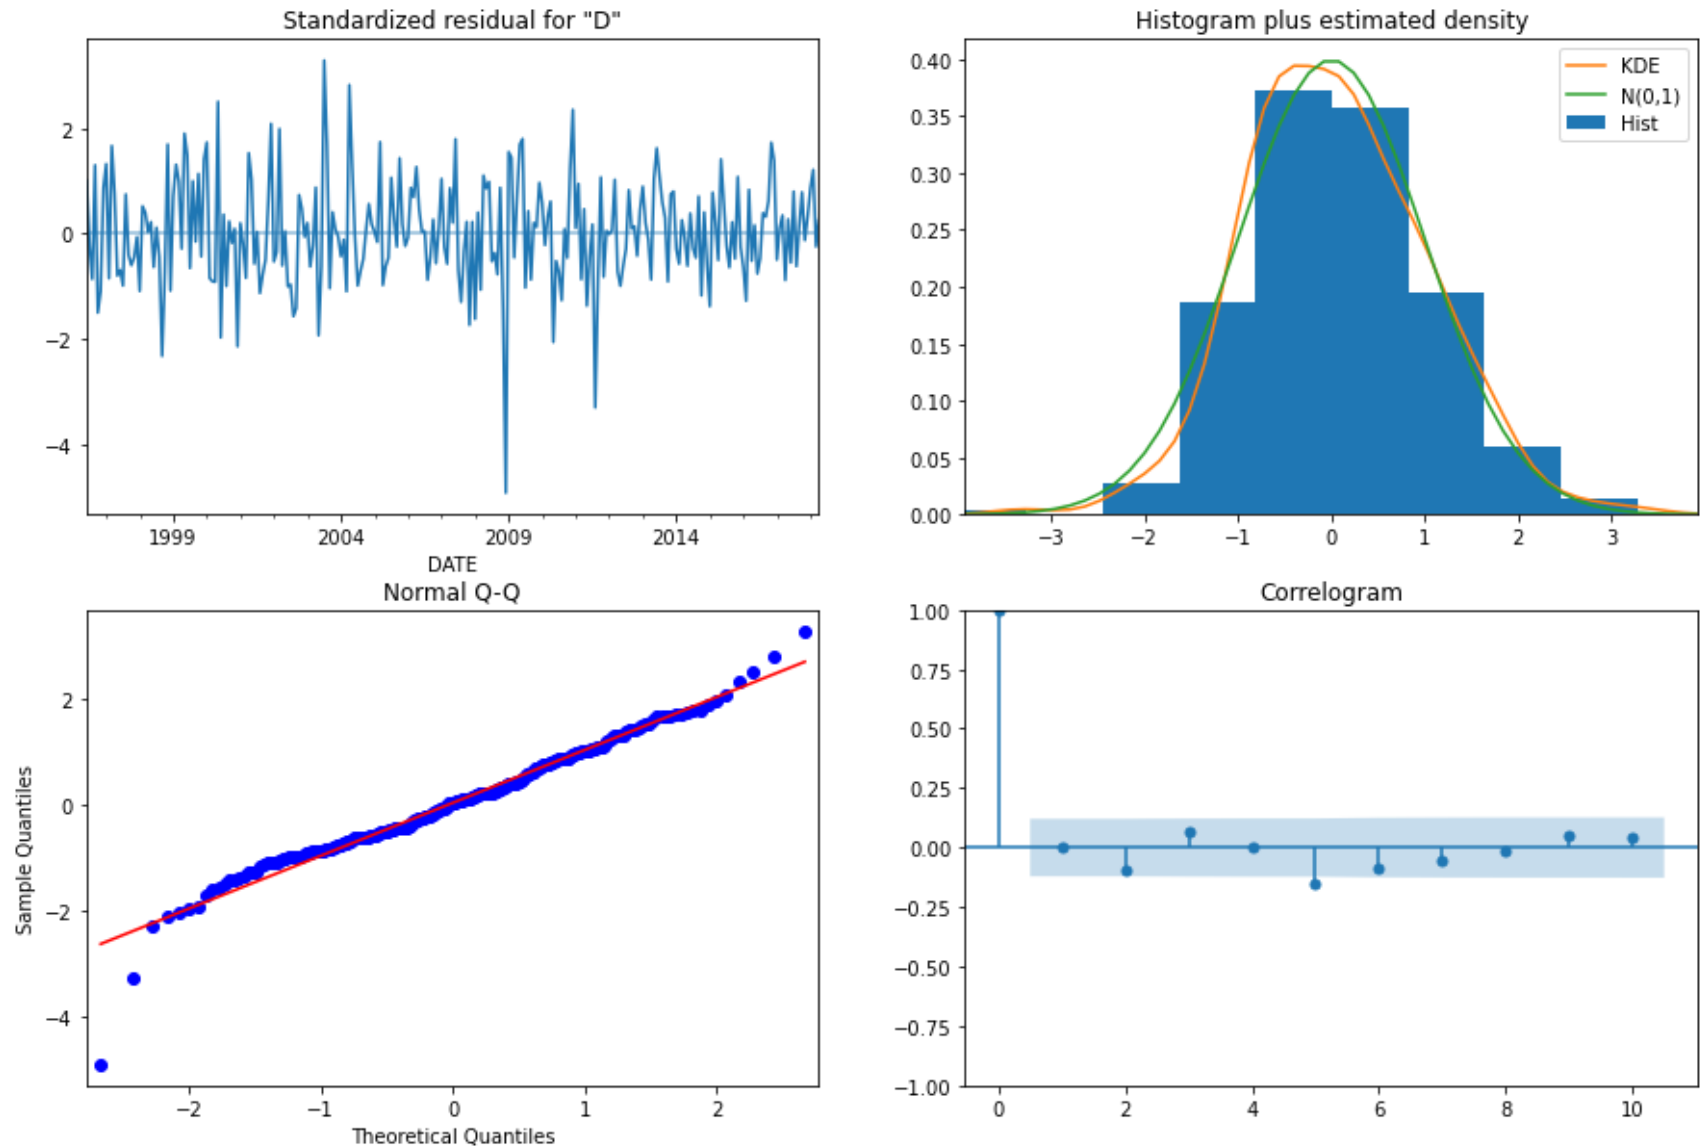 Standardized residual for "D"
2
0
−2
−4
1999 2004 2009 2014
DATE
Histogram plus estimated density
0.40
0.35
0.30
0.25
0.20
0.15
0.10
0.05
0.00
−3 −2 −1 0 1 2 3
KDE
N(0,1)
Hist
Normal Q-Q
Sample Quantiles
2
0
−2
−4
−2 −1 0 1 2
Theoretical Quantiles
Correlogram
1.00
0.75
0.50
0.25
0.00
−0.25
−0.50
−0.75
−1.00
0 2 4 6 8 10